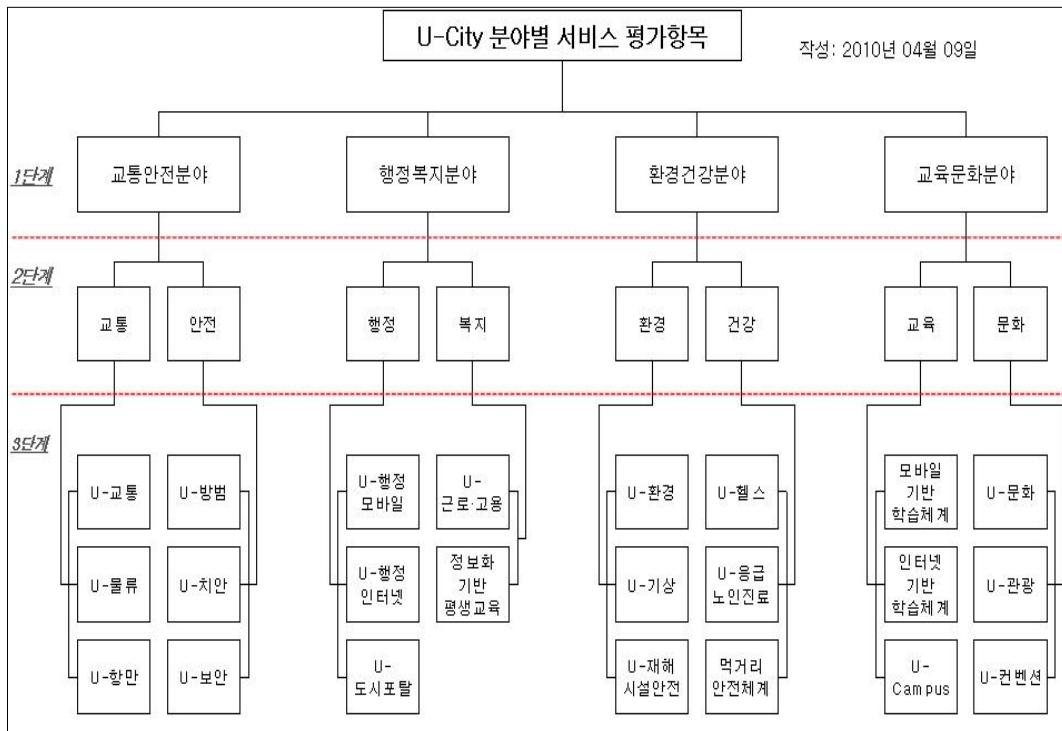 U-City 분야별 서비스 평가항목
작성: 2010년 04월 09일
1단계
교통안전분야
행정복지분야
환경건강분야
교육문화분야
2단계
교통
안전
행정
복지
환경
건강
교육
문화
3단계
U-교통
U-방범
U-행정
모바일
U-
근로·고용
U-환경
U-헬스
모바일
기반
학습체계
U-문화
U-물류
U-치안
U-행정
인터넷
정보화
기반
평생교육
U-기상
U-응급
노인진료
인터넷
기반
학습체계
U-관광
U-항만
U-보안
U-
도시포탈
U-재해
시설안전
먹거리
안전체계
U-
Campus
U-컨벤션